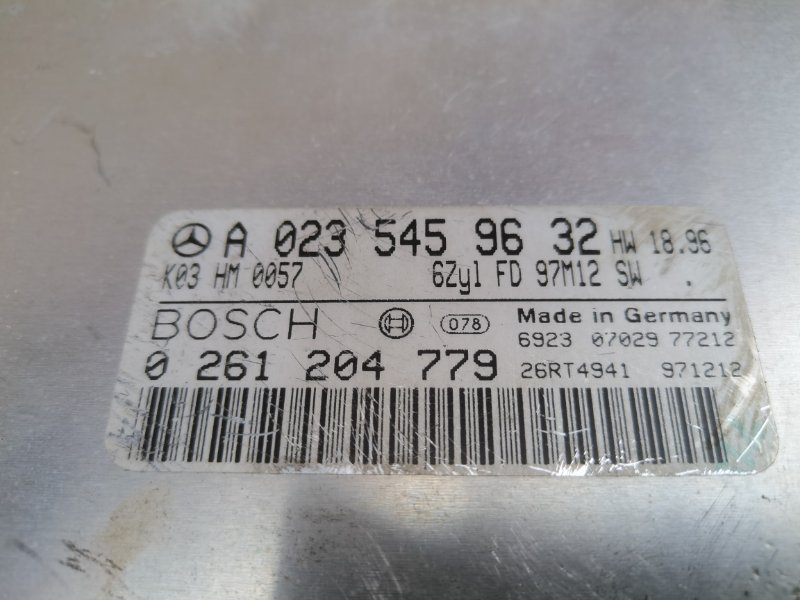 A 023 545 96 32 HW 18.96
K03 HM 0057 6Zyl FD 97M12 SW .
BOSCH 078 Made in Germany
6923 07029 77212
0 261 204 779 26RT4941 971212